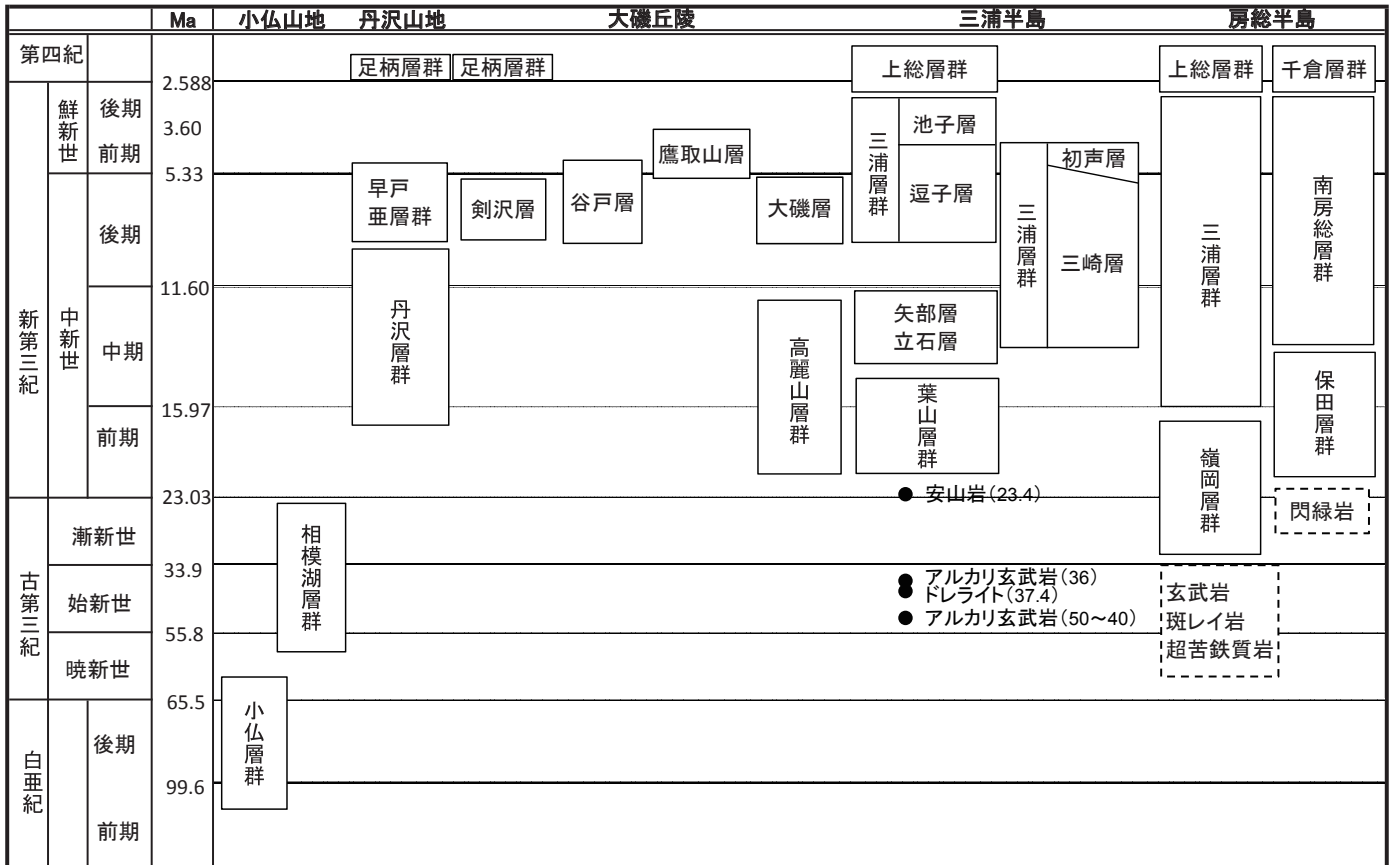 Ma 小仏山地 丹沢山地 大磯丘陵 三浦半島 房総半島
第四紀
足柄層群 足柄層群 上総層群 上総層群 千倉層群
2.588
新第三紀
鮮新世
後期
3.60
前期
5.33
中新世
後期
11.60
中期
15.97
前期
23.03
古第三紀
漸新世
33.9
始新世
55.8
暁新世
65.5
白亜紀
後期
99.6
前期
小仏層群
相模湖層群
早戸
亜層群
丹沢層群
剣沢層
谷戸層
鷹取山層
大磯層
高麗山層群
三浦層群
池子層
逗子層
矢部層
立石層
葉山層群
三浦層群
初声層
三崎層
安山岩(23.4)
アルカリ玄武岩(36)
ドレライト(37.4)
アルカリ玄武岩(50~40)
三浦層群
嶺岡層群
玄武岩
斑レイ岩
超苦鉄質岩
南房総層群
保田層群
閃緑岩